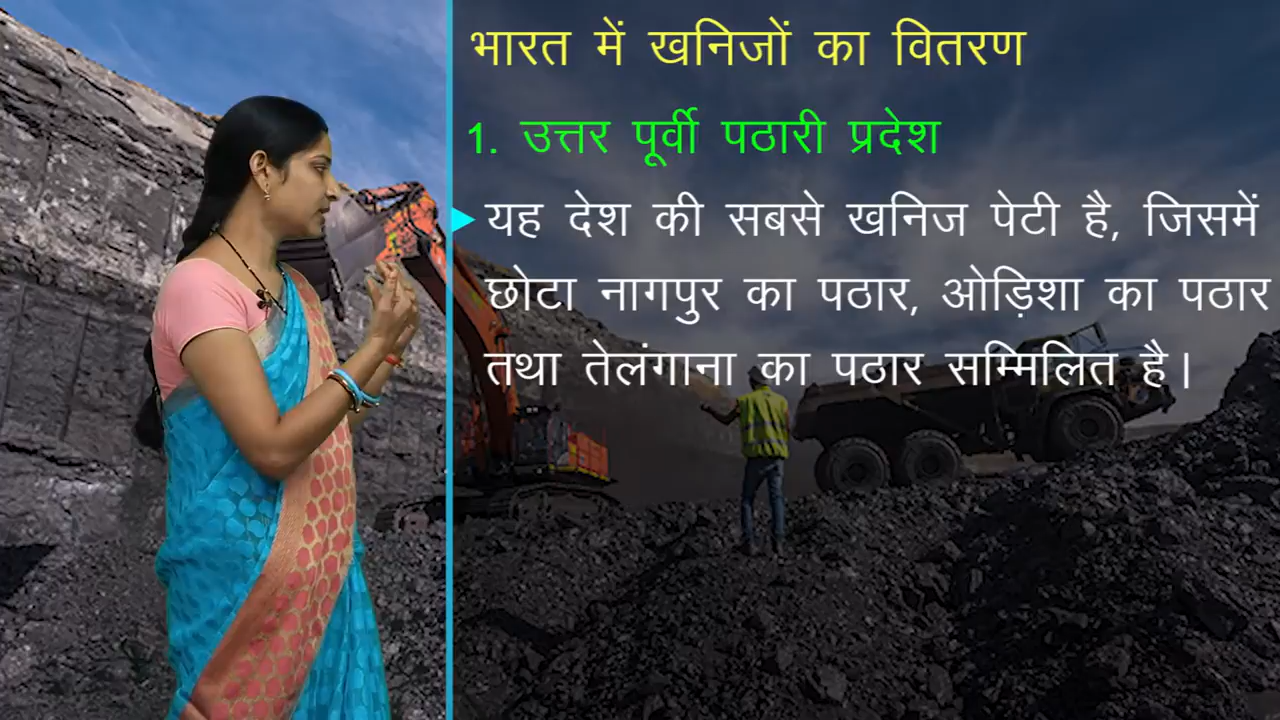 भारत में खनिजों का वितरण
1. उत्तर पूर्वी पठारी प्रदेश
यह देश की सबसे खनिज पेटी है, जिसमें
छोटा नागपुर का पठार, ओड़िशा का पठार
तथा तेलंगाना का पठार सम्मिलित है।